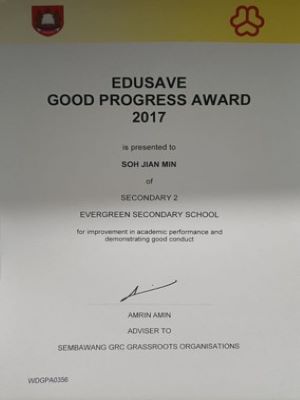 EDUSAVE
GOOD PROGRESS AWARD
2017
is presented to
SOH JIAN MIN
of
SECONDARY 2
EVERGREEN SECONDARY SCHOOL
for improvement in academic performance and
demonstrating good conduct
AMRIN AMIN
ADVISER TO
SEMBAWANG GRC GRASSROOTS ORGANISATIONS
WDGPA0356